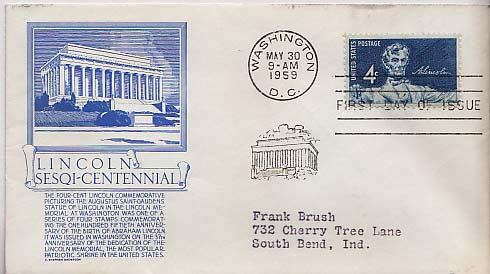 WASHINGTON
MAY 30
9-AM
1959
D.C.
U.S. POSTAGE
4¢
A. Lincoln
FIRST DAY OF ISSUE
LINCOLN
SESQI-CENTENNIAL
THE FOUR-CENT LINCOLN COMMEMORATIVE
PICTURING THE AUGUSTUS SAINT-GAUDENS
STATUE OF LINCOLN IN THE LINCOLN ME-
MORIAL AT WASHINGTON WAS ONE OF A
SERIES OF FOUR STAMPS COMMEMORAT-
ING THE ONE HUNDRED FIFTIETH ANNIVER-
SARY OF THE BIRTH OF ABRAHAM LINCOLN.
IT WAS ISSUED IN WASHINGTON ON THE 37TH
ANNIVERSARY OF THE DEDICATION OF THE
LINCOLN MEMORIAL, THE MOST POPULAR
PATRIOTIC SHRINE IN THE UNITED STATES.
Frank Brush
732 Cherry Tree Lane
South Bend, Ind.